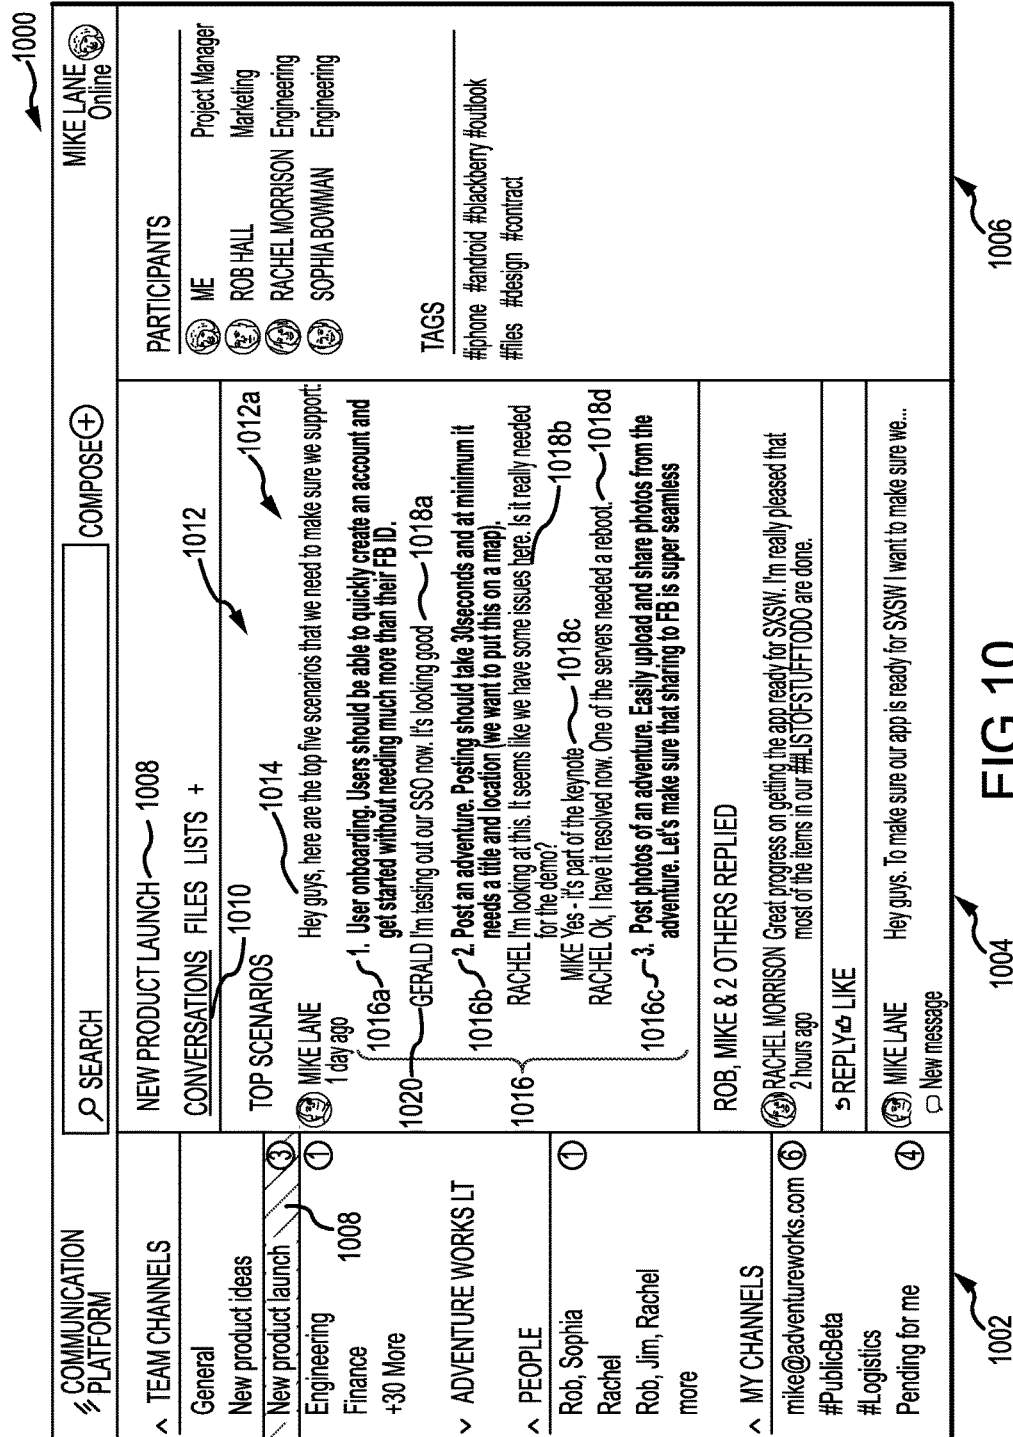 1000
COMMUNICATION
PLATFORM
SEARCH
COMPOSE
MIKE LANE
Online
TEAM CHANNELS
General
New product ideas
New product launch 3
1008
Engineering 1
Finance
+30 More
ADVENTURE WORKS LT
PEOPLE
Rob, Sophia 1
Rachel
Rob, Jim, Rachel
more
MY CHANNELS
mike@adventureworks.com 6
#PublicBeta
#Logistics
Pending for me 4
1002
NEW PRODUCT LAUNCH 1008
CONVERSATIONS FILES LISTS +
1010
1012
1012a
TOP SCENARIOS
1014
MIKE LANE Hey guys, here are the top five scenarios that we need to make sure we support:
1 day ago
1016a 1. User onboarding. Users should be able to quickly create an account and
get started without needing much more than their FB ID.
1020 GERALD I'm testing out our SSO now. It's looking good 1018a
1016b 2. Post an adventure. Posting should take 30seconds and at minimum it
needs a title and location (we want to put this on a map).
1016
RACHEL I'm looking at this. It seems like we have some issues here. Is it really needed
for the demo? 1018b
MIKE Yes - it's part of the keynote 1018c
RACHEL Ok, I have it resolved now. One of the servers needed a reboot. 1018d
1016c 3. Post photos of an adventure. Easily upload and share photos from the
adventure. Let's make sure that sharing to FB is super seamless
ROB, MIKE & 2 OTHERS REPLIED
RACHEL MORRISON Great progress on getting the app ready for SXSW. I'm really pleased that
2 hours ago most of the items in our ##LISTOFSTUFFTODO are done.
REPLY LIKE
MIKE LANE Hey guys. To make sure our app is ready for SXSW I want to make sure we...
New message
1004
PARTICIPANTS
ME Project Manager
ROB HALL Marketing
RACHEL MORRISON Engineering
SOPHIA BOWMAN Engineering
TAGS
#iphone #android #blackberry #outlook
#files #design #contract
1006
FIG 10